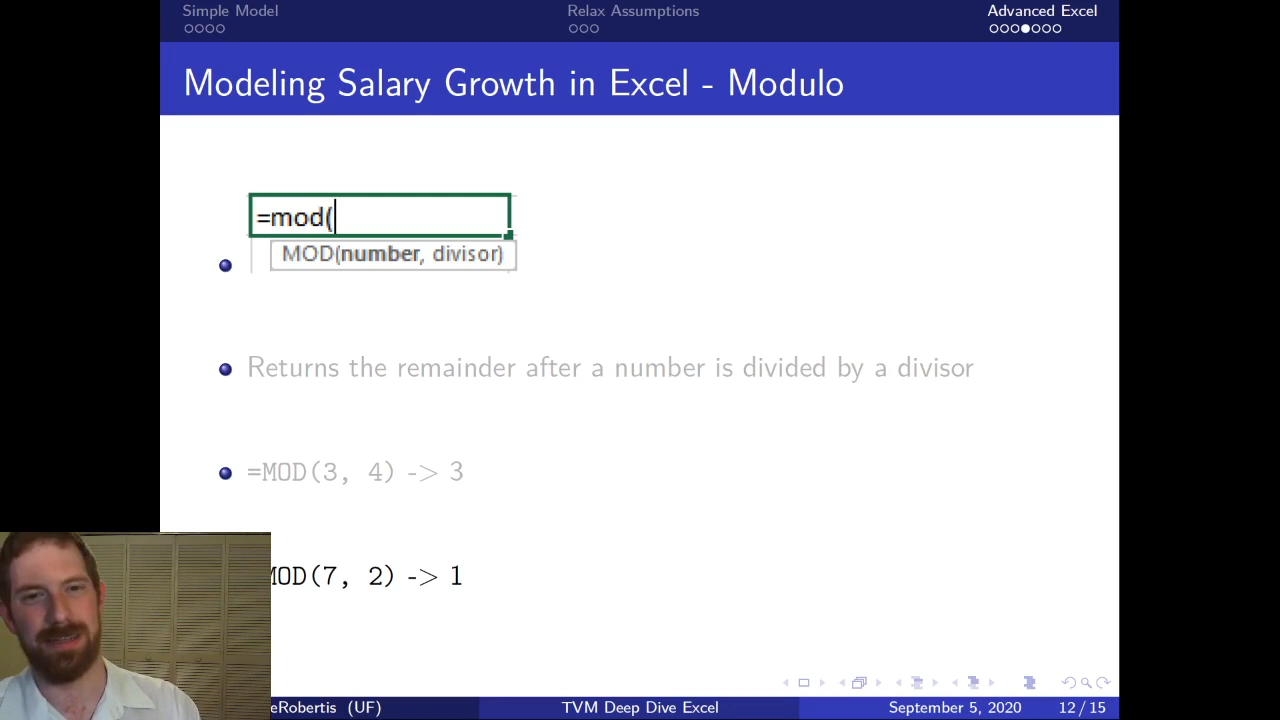 Simple Model
Relax Assumptions
Advanced Excel
Modeling Salary Growth in Excel - Modulo
=mod(
MOD(number, divisor)
Returns the remainder after a number is divided by a divisor
=MOD(3, 4) -> 3
MOD(7, 2) -> 1
eRobertis (UF)
TVM Deep Dive Excel
September 5, 2020
12/15